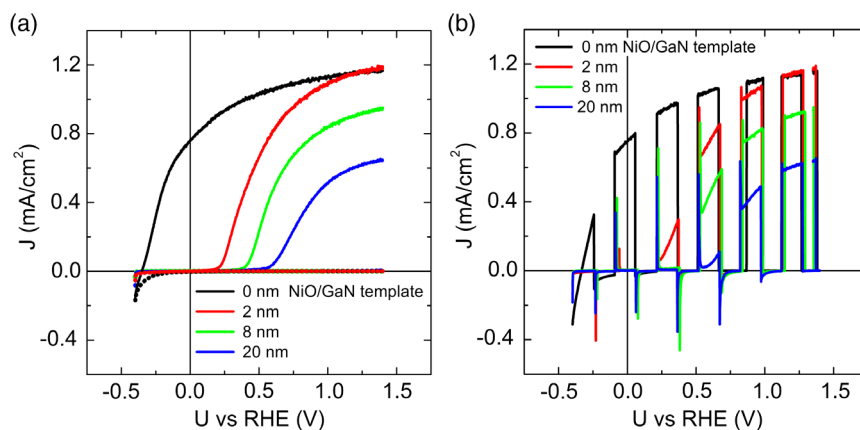 (a)
J (mA/cm²)
1.2
0.8
0.4
0.0
-0.4
0 nm NiO/GaN template
2 nm
8 nm
20 nm
-0.5 0.0 0.5 1.0 1.5
U vs RHE (V)
(b)
J (mA/cm²)
1.2
0.8
0.4
0.0
-0.4
0 nm NiO/GaN template
2 nm
8 nm
20 nm
-0.5 0.0 0.5 1.0 1.5
U vs RHE (V)